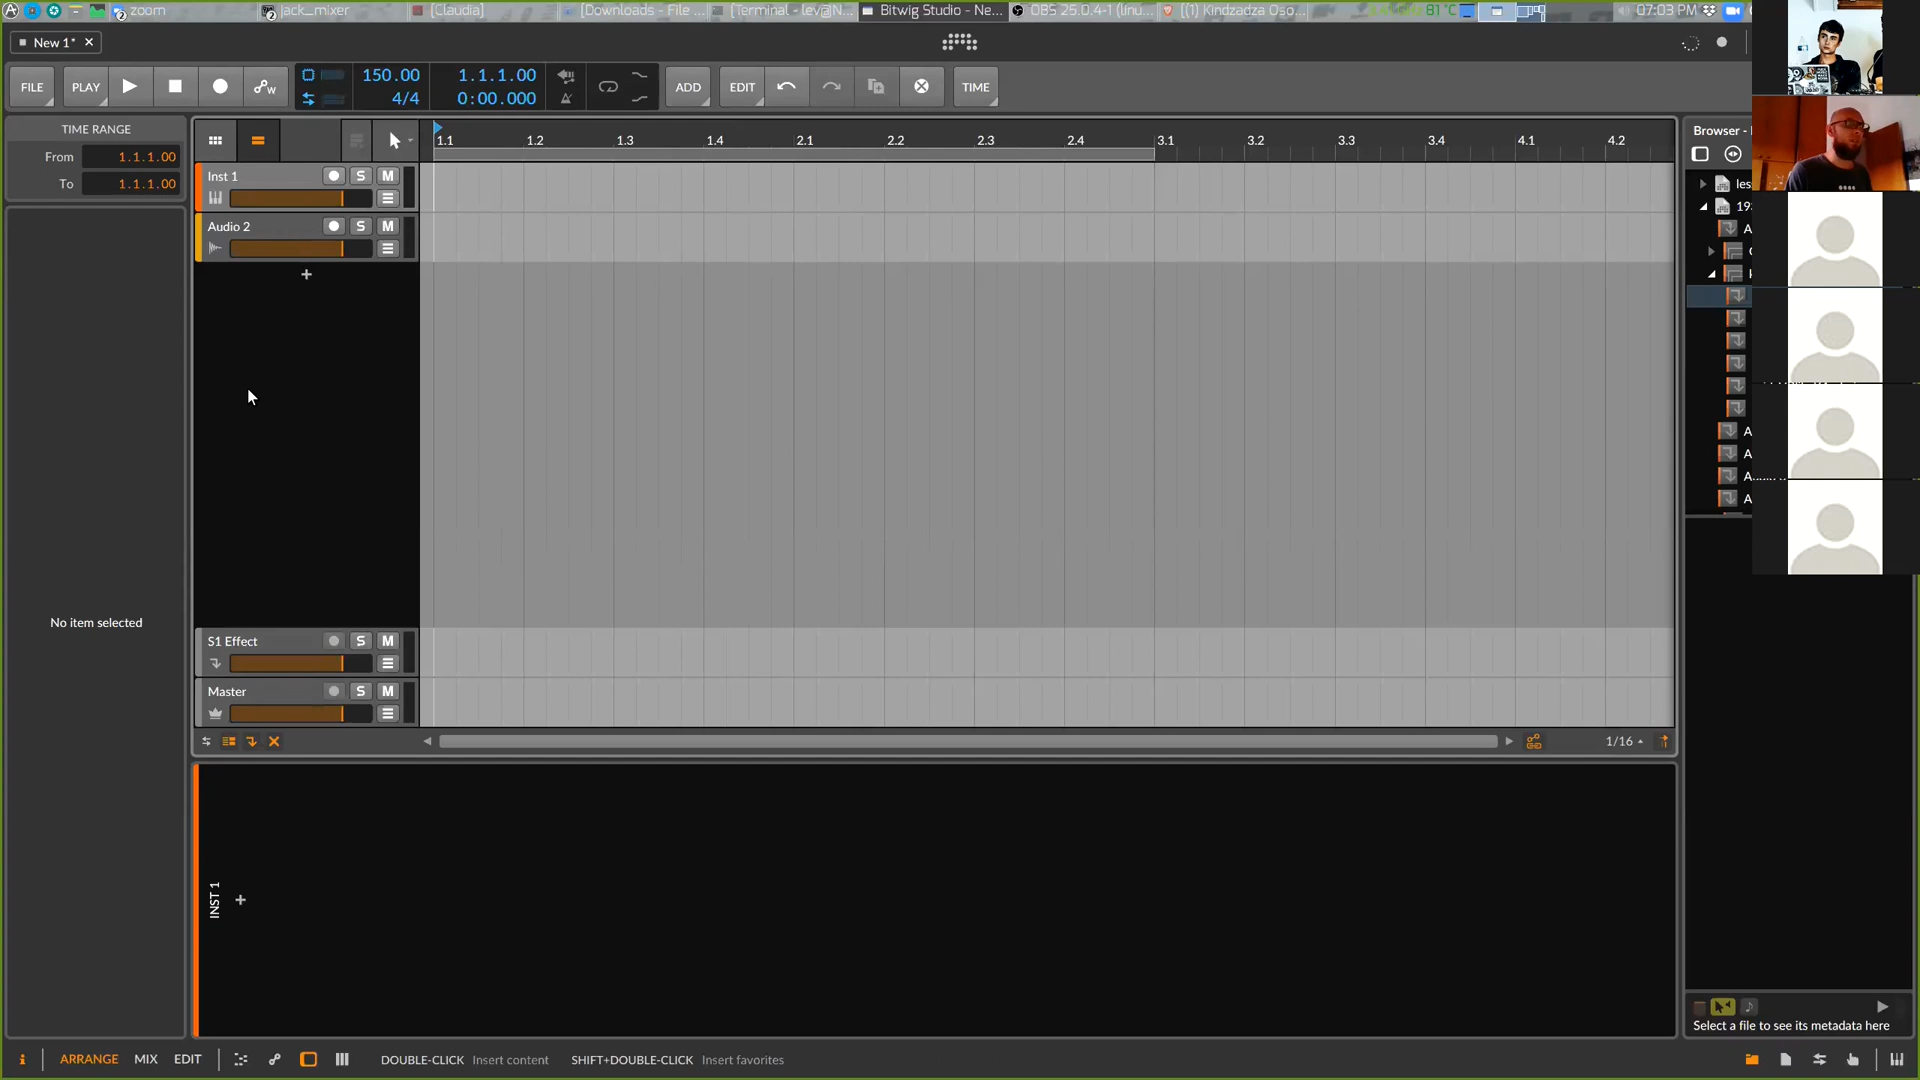 zoom
jack_mixer
[Claudia]
[Downloads - File ...
[Terminal - lev@N...
Bitwig Studio - Ne...
OBS 25.0.4-1 (linu...
[(1) Kindzadza Oso...
81°C
07:03 PM
New 1*
FILE
PLAY
150.00
4/4
1.1.1.00
0:00.000
ADD
EDIT
TIME
TIME RANGE
From 1.1.1.00
To 1.1.1.00
1.1 1.2 1.3 1.4 2.1 2.2 2.3 2.4 3.1 3.2 3.3 3.4 4.1 4.2
Browser -
Inst 1 S M
Audio 2 S M
les
19
No item selected
S1 Effect S M
Master S M
1/16
INST 1
Select a file to see its metadata here
ARRANGE MIX EDIT
DOUBLE-CLICK Insert content SHIFT+DOUBLE-CLICK Insert favorites